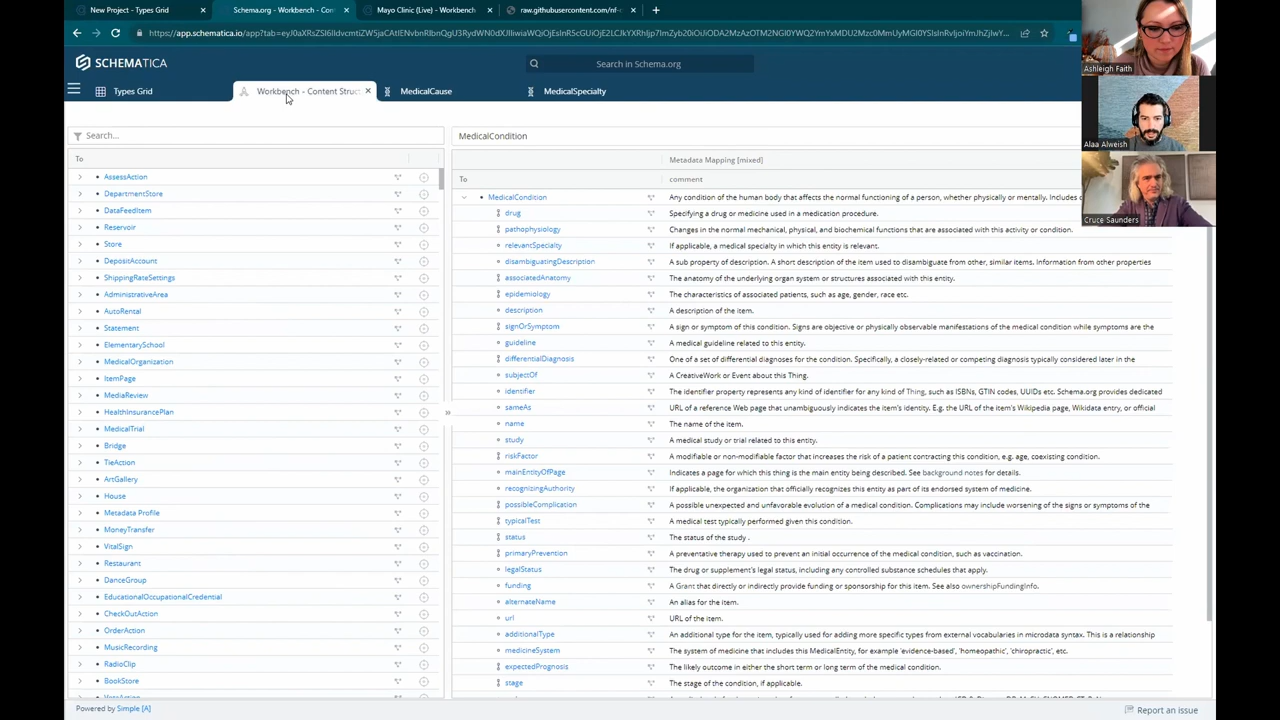 New Project - Types Grid
Schema.org - Workbench - Con
Mayo Clinic (Live) - Workbench
raw.githubusercontent.com/nf-
SCHEMATICA
Search in Schema.org
Types Grid
Workbench - Content Struct
MedicalCause
MedicalSpecialty
Ashleigh Faith
Alaa Alweish
Cruce Saunders
Search...
To
AssessAction
DepartmentStore
DataFeedItem
Reservoir
Store
DepositAccount
ShippingRateSettings
AdministrativeArea
AutoRental
Statement
ElementarySchool
MedicalOrganization
ItemPage
MediaReview
HealthInsurancePlan
MedicalTrial
Bridge
TieAction
ArtGallery
House
Metadata Profile
MoneyTransfer
VitalSign
Restaurant
DanceGroup
EducationalOccupationalCredential
CheckOutAction
OrderAction
MusicRecording
RadioClip
BookStore
VoteAction
MedicalCondition
Metadata Mapping [mixed]
To comment
MedicalCondition Any condition of the human body that affects the normal functioning of a person, whether physically or mentally. Includes
drug Specifying a drug or medicine used in a medication procedure.
pathophysiology Changes in the normal mechanical, physical, and biochemical functions that are associated with this activity or condition.
relevantSpecialty If applicable, a medical specialty in which this entity is relevant.
disambiguatingDescription A sub property of description. A short description of the item used to disambiguate from other, similar items. Information from other properties
associatedAnatomy The anatomy of the underlying organ system or structures associated with this entity.
epidemiology The characteristics of associated patients, such as age, gender, race etc.
description A description of the item.
signOrSymptom A sign or symptom of this condition. Signs are objective or physically observable manifestations of the medical condition while symptoms are the
guideline A medical guideline related to this entity.
differentialDiagnosis One of a set of differential diagnoses for the condition. Specifically, a closely-related or competing diagnosis typically considered later in the
subjectOf A CreativeWork or Event about this Thing.
identifier The identifier property represents any kind of identifier for any kind of Thing, such as ISBNs, GTIN codes, UUIDs etc. Schema.org provides dedicated
sameAs URL of a reference Web page that unambiguously indicates the item's identity. E.g. the URL of the item's Wikipedia page, Wikidata entry, or official
name The name of the item.
study A medical study or trial related to this entity.
riskFactor A modifiable or non-modifiable factor that increases the risk of a patient contracting this condition, e.g. age, coexisting condition.
mainEntityOfPage Indicates a page for which this thing is the main entity being described. See background notes for details.
recognizingAuthority If applicable, the organization that officially recognizes this entity as part of its endorsed system of medicine.
possibleComplication A possible unexpected and unfavorable evolution of a medical condition. Complications may include worsening of the signs or symptoms of the
typicalTest A medical test typically performed given this condition.
status The status of the study .
primaryPrevention A preventative therapy used to prevent an initial occurrence of the medical condition, such as vaccination.
legalStatus The drug or supplement's legal status, including any controlled substance schedules that apply.
funding A Grant that directly or indirectly provide funding or sponsorship for this item. See also ownershipFundingInfo.
alternateName An alias for the item.
url URL of the item.
additionalType An additional type for the item, typically used for adding more specific types from external vocabularies in microdata syntax. This is a relationship
medicineSystem The system of medicine that includes this MedicalEntity, for example 'evidence-based', 'homeopathic', 'chiropractic', etc.
expectedPrognosis The likely outcome in either the short term or long term of the medical condition.
stage The stage of the condition, if applicable.
Powered by Simple [A]
Report an issue